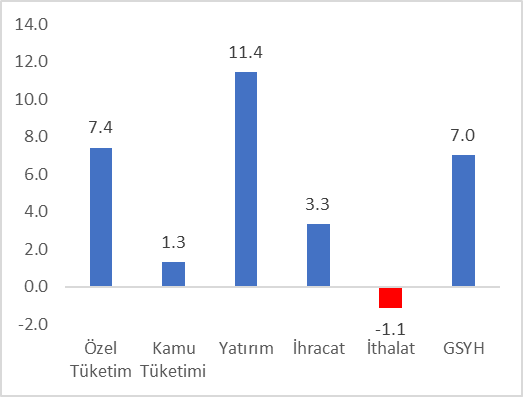 14.0
12.0
10.0
8.0
6.0
4.0
2.0
0.0
-2.0
7.4
1.3
11.4
3.3
-1.1
7.0
Özel
Tüketim
Kamu
Tüketimi
Yatırım
İhracat
İthalat
GSYH